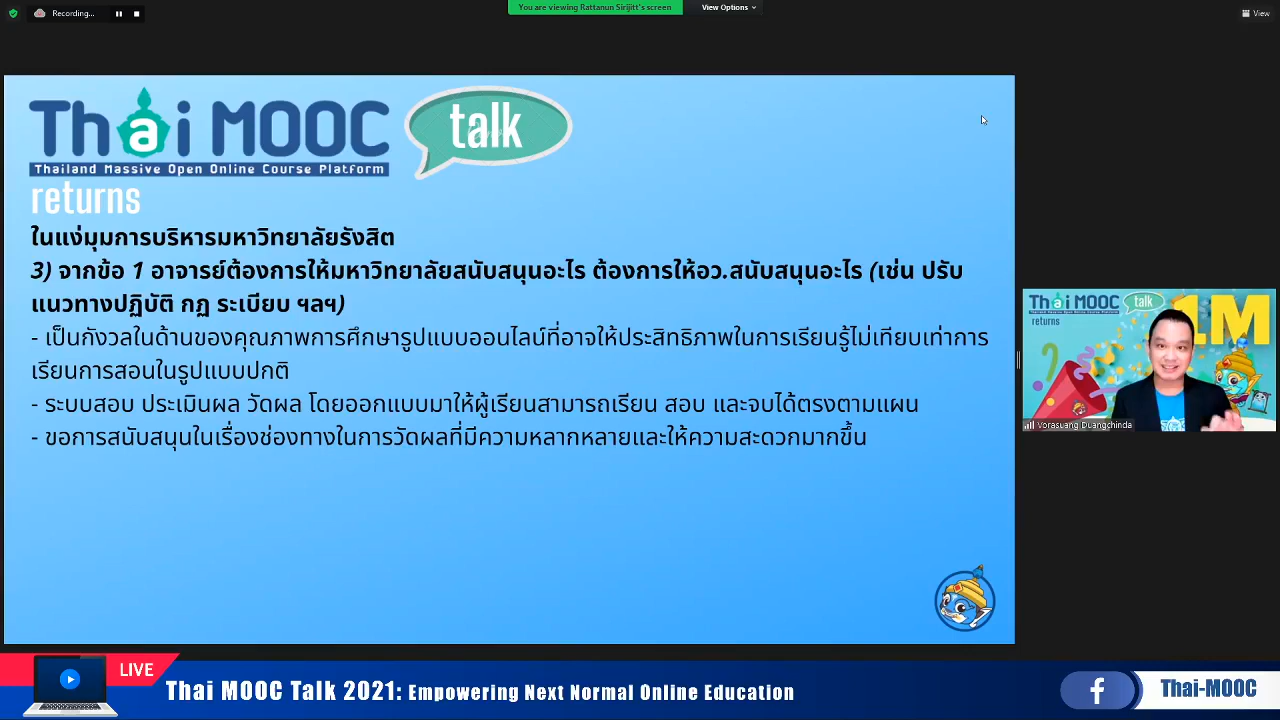 Recording...
You are viewing Rattanun Sirijitt's screen
View Options
View
Thai MOOC
talk
Thailand Massive Open Online Course Platform
returns
ในแง่มุมการบริหารมหาวิทยาลัยรังสิต
3) จากข้อ 1 อาจารย์ต้องการให้มหาวิทยาลัยสนับสนุนอะไร ต้องการให้อว.สนับสนุนอะไร (เช่น ปรับ
แนวทางปฏิบัติ กฏ ระเบียบ ฯลฯ)
- เป็นกังวลในด้านของคุณภาพการศึกษารูปแบบออนไลน์ที่อาจให้ประสิทธิภาพในการเรียนรู้ไม่เทียบเท่าการ
เรียนการสอนในรูปแบบปกติ
- ระบบสอบ ประเมินผล วัดผล โดยออกแบบมาให้ผู้เรียนสามารถเรียน สอบ และจบได้ตรงตามแผน
- ขอการสนับสนุนในเรื่องช่องทางในการวัดผลที่มีความหลากหลายและให้ความสะดวกมากขึ้น
Thai MOOC
talk
returns
1M
Vorasuang Duangchinda
LIVE
Thai MOOC Talk 2021: Empowering Next Normal Online Education
Thai-MOOC